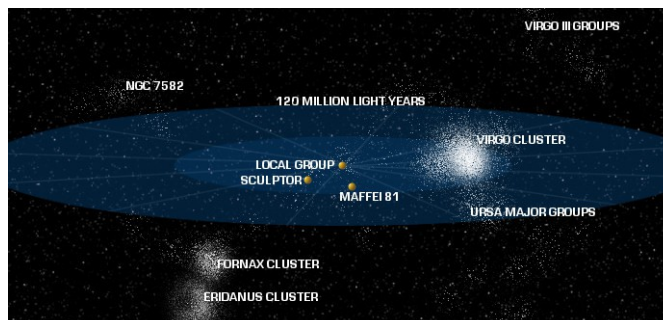 VIRGO III GROUPS
NGC 7582
120 MILLION LIGHT YEARS
VIRGO CLUSTER
LOCAL GROUP
SCULPTOR
MAFFEI 81
URSA MAJOR GROUPS
FORNAX CLUSTER
ERIDANUS CLUSTER